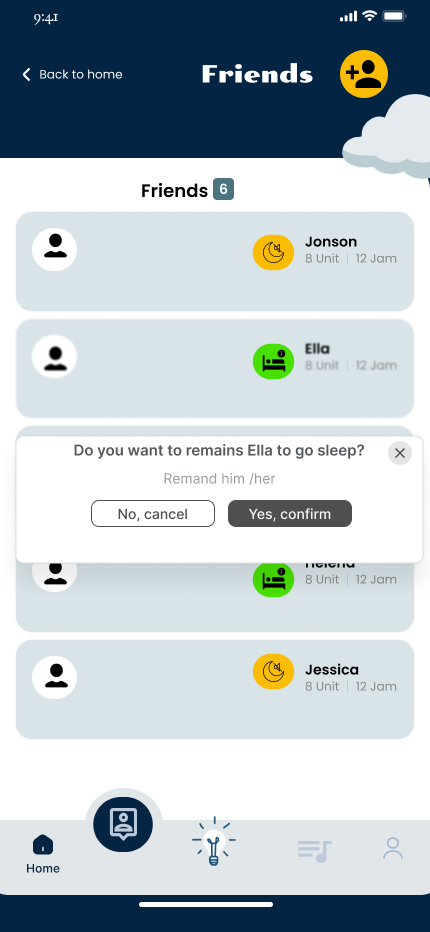 9:41
Back to home
Friends
Friends 6
Jonson
8 Unit | 12 Jam
Ella
8 Unit | 12 Jam
Do you want to remains Ella to go sleep?
Remand him /her
No, cancel
Yes, confirm
Helena
8 Unit | 12 Jam
Jessica
8 Unit | 12 Jam
Home